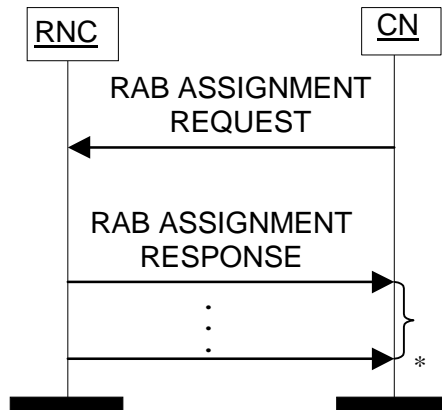 RNC
CN
RAB ASSIGNMENT
REQUEST
RAB ASSIGNMENT
RESPONSE
*